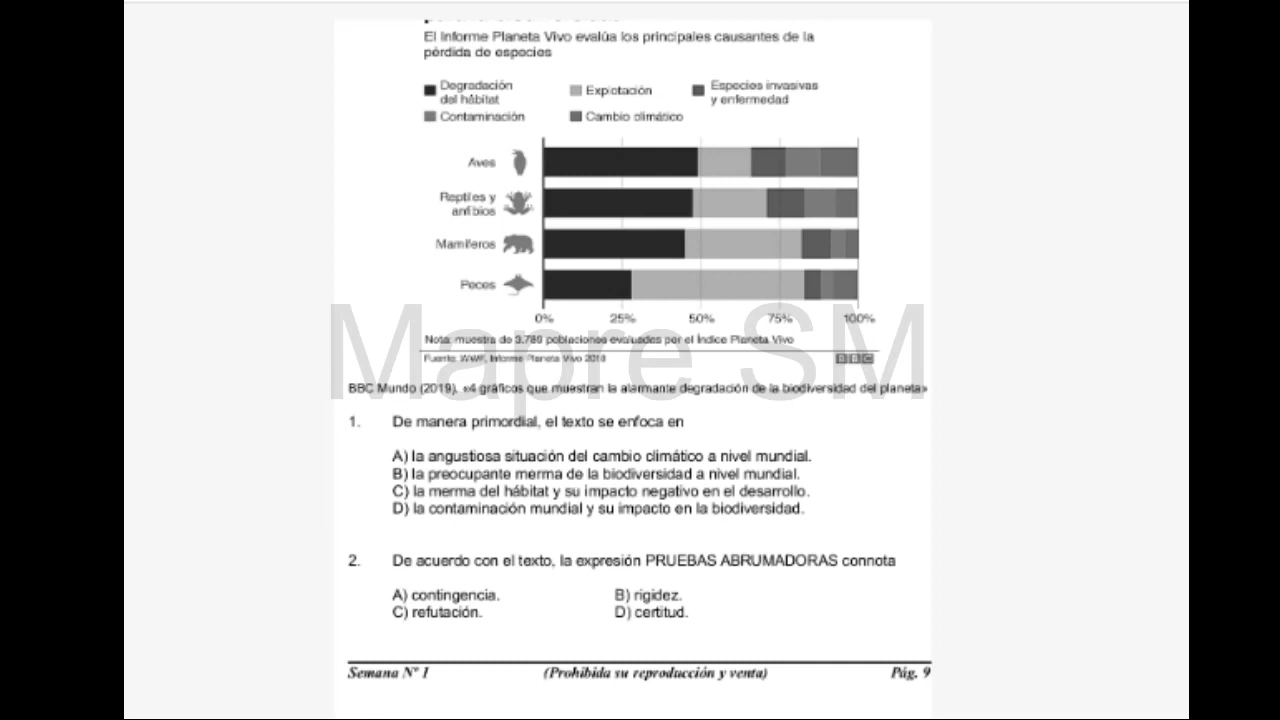 El Informe Planeta Vivo evalúa los principales causantes de la
pérdida de especies
Degradación del hábitat
Explotación
Especies invasivas y enfermedad
Contaminación
Cambio climático
Aves
Reptiles y
anfibios
Mamíferos
Peces
0% 25% 50% 75% 100%
Nota: muestra de 3.789 poblaciones evaluadas por el Índice Planeta Vivo
Fuente: WWF, Informe Planeta Vivo 2018
BBC
Mapre SM
BBC Mundo (2019). «4 gráficos que muestran la alarmante degradación de la biodiversidad del planeta»
1. De manera primordial, el texto se enfoca en
A) la angustiosa situación del cambio climático a nivel mundial.
B) la preocupante merma de la biodiversidad a nivel mundial.
C) la merma del hábitat y su impacto negativo en el desarrollo.
D) la contaminación mundial y su impacto en la biodiversidad.
2. De acuerdo con el texto, la expresión PRUEBAS ABRUMADORAS connota
A) contingencia. B) rigidez.
C) refutación. D) certitud.
Semana Nº 1 (Prohibida su reproducción y venta) Pág. 9